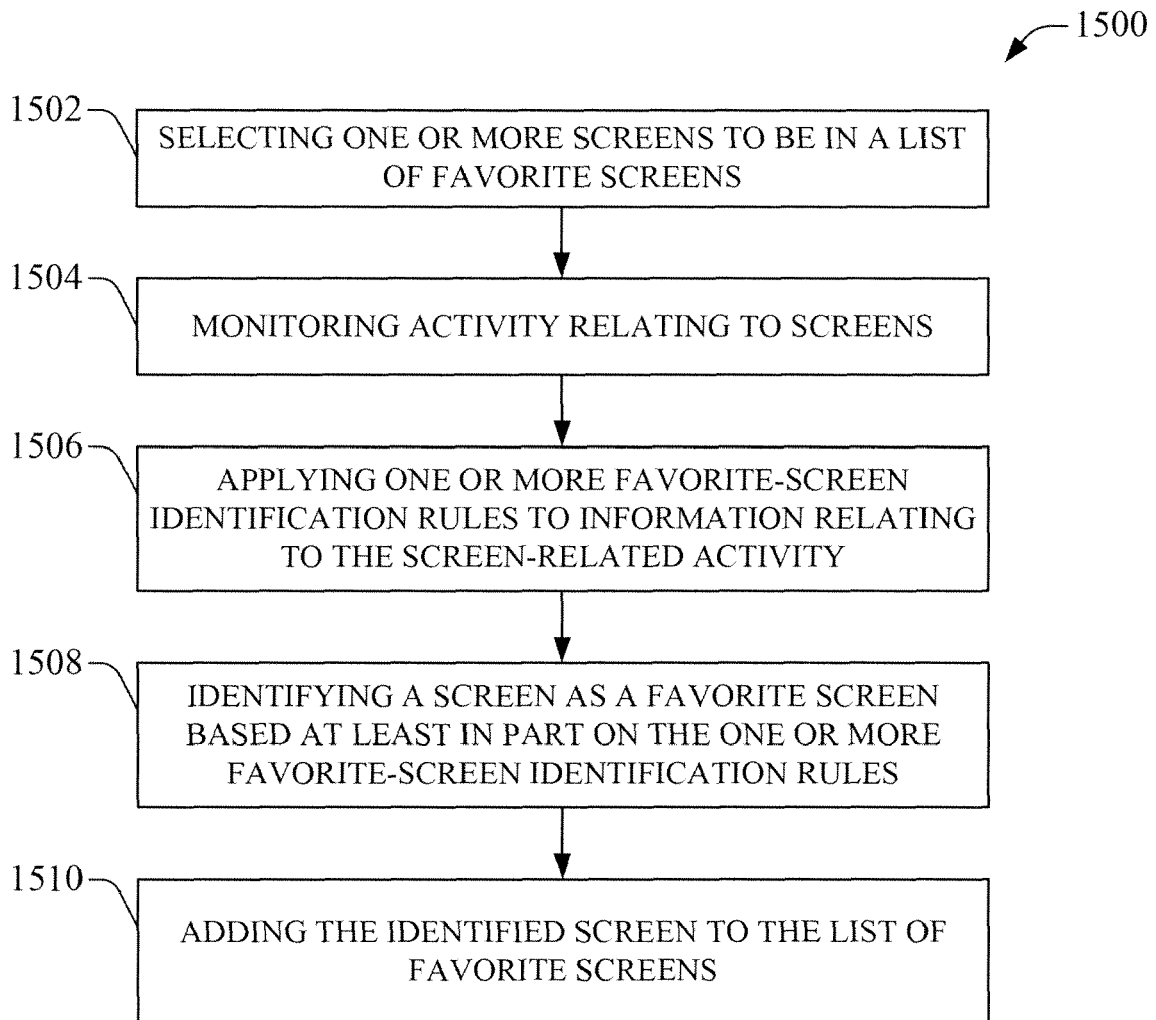 1500
1502
SELECTING ONE OR MORE SCREENS TO BE IN A LIST
OF FAVORITE SCREENS
1504
MONITORING ACTIVITY RELATING TO SCREENS
1506
APPLYING ONE OR MORE FAVORITE-SCREEN
IDENTIFICATION RULES TO INFORMATION RELATING
TO THE SCREEN-RELATED ACTIVITY
1508
IDENTIFYING A SCREEN AS A FAVORITE SCREEN
BASED AT LEAST IN PART ON THE ONE OR MORE
FAVORITE-SCREEN IDENTIFICATION RULES
1510
ADDING THE IDENTIFIED SCREEN TO THE LIST OF
FAVORITE SCREENS